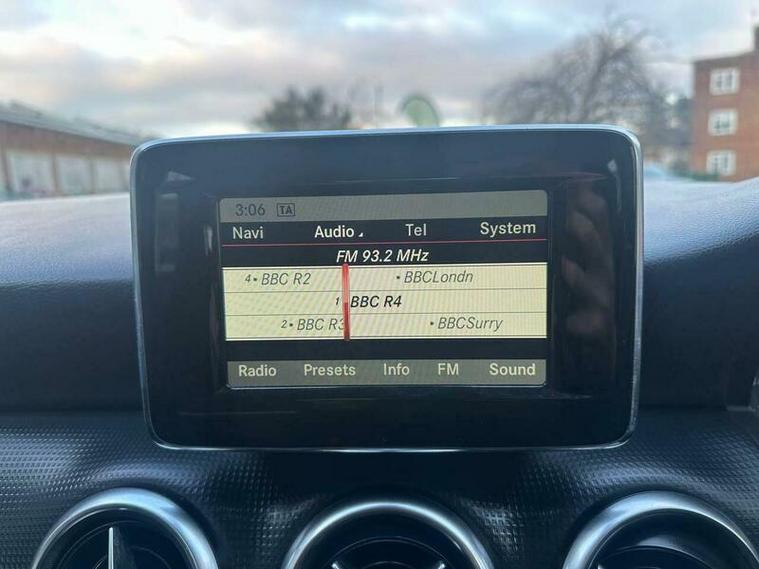 3:06 TA
Navi Audio Tel System
FM 93.2 MHz
4• BBC R2 • BBCLondn
1 BBC R4
2• BBC R3 • BBCSurry
Radio Presets Info FM Sound